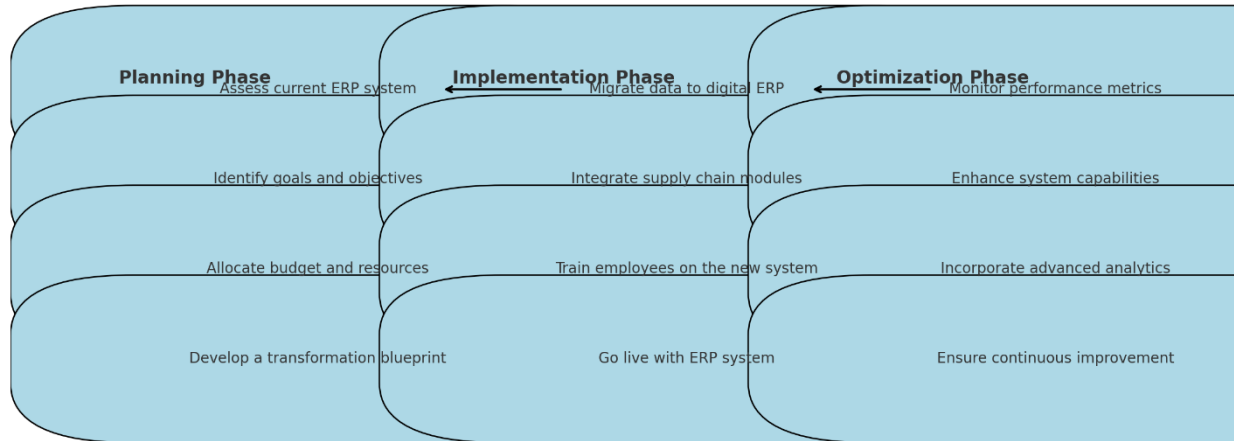 Planning Phase
Assess current ERP system
Identify goals and objectives
Allocate budget and resources
Develop a transformation blueprint
Implementation Phase
Migrate data to digital ERP
Integrate supply chain modules
Train employees on the new system
Go live with ERP system
Optimization Phase
Monitor performance metrics
Enhance system capabilities
Incorporate advanced analytics
Ensure continuous improvement